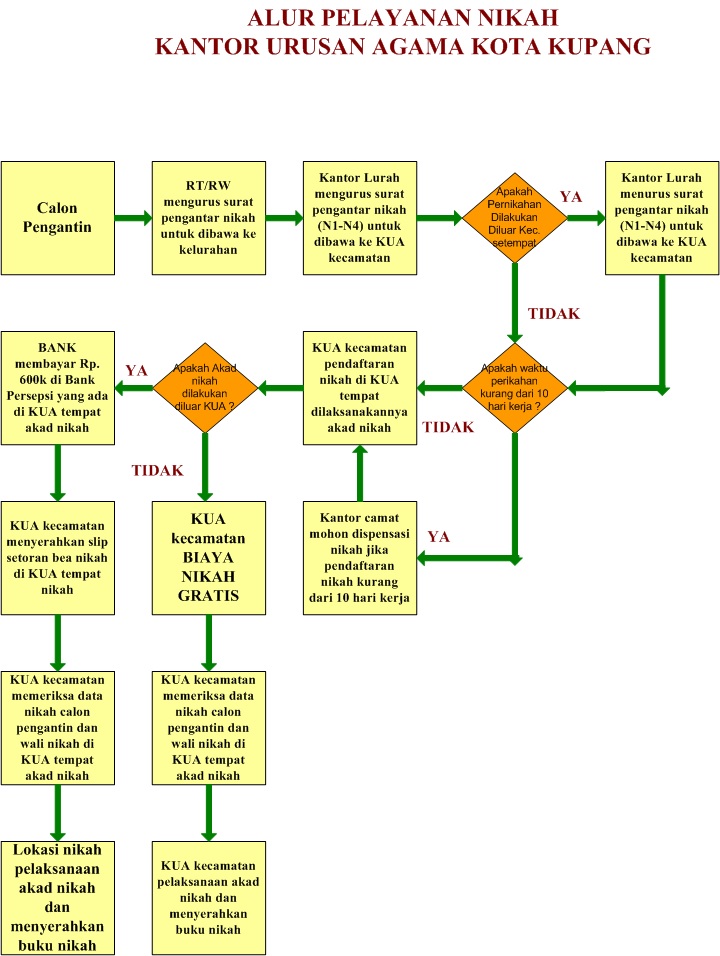 ALUR PELAYANAN NIKAH
KANTOR URUSAN AGAMA KOTA KUPANG
Calon
Pengantin
RT/RW
mengurus surat
pengantar nikah
untuk dibawa ke
kelurahan
Kantor Lurah
mengurus surat
pengantar nikah
(N1-N4) untuk
dibawa ke KUA
kecamatan
Apakah
Pernikahan
Dilakukan
Diluar Kec.
setempat
YA
Kantor Lurah
menurus surat
pengantar nikah
(N1-N4) untuk
dibawa ke KUA
kecamatan
TIDAK
Apakah waktu
perikahan
kurang dari 10
hari kerja ?
TIDAK
KUA kecamatan
pendaftaran
nikah di KUA
tempat
dilaksanakannya
akad nikah
Apakah Akad
nikah
dilakukan
diluar KUA ?
YA
BANK
membayar Rp.
600k di Bank
Persepsi yang ada
di KUA tempat
akad nikah
TIDAK
YA
Kantor camat
mohon dispensasi
nikah jika
pendaftaran
nikah kurang
dari 10 hari kerja
KUA
kecamatan
BIAYA
NIKAH
GRATIS
KUA kecamatan
menyerahkan slip
setoran bea nikah
di KUA tempat
nikah
KUA kecamatan
memeriksa data
nikah calon
pengantin dan
wali nikah di
KUA tempat
akad nikah
KUA kecamatan
memeriksa data
nikah calon
pengantin dan
wali nikah di
KUA tempat
akad nikah
Lokasi nikah
pelaksanaan
akad nikah
dan
menyerahkan
buku nikah
KUA kecamatan
pelaksanaan akad
nikah dan
menyerahkan
buku nikah